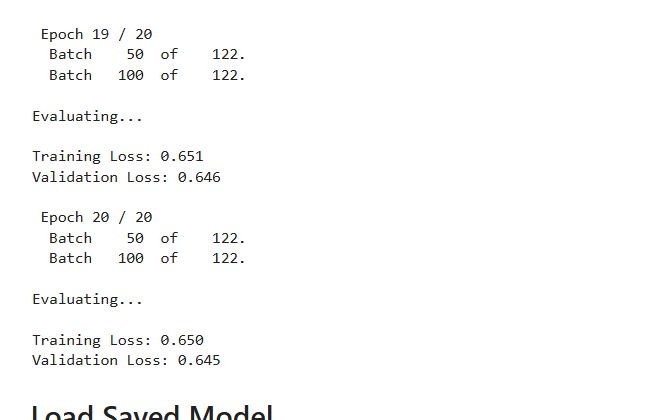 Epoch 19 / 20
Batch 50 of 122.
Batch 100 of 122.
Evaluating...
Training Loss: 0.651
Validation Loss: 0.646
Epoch 20 / 20
Batch 50 of 122.
Batch 100 of 122.
Evaluating...
Training Loss: 0.650
Validation Loss: 0.645
Load Saved Model